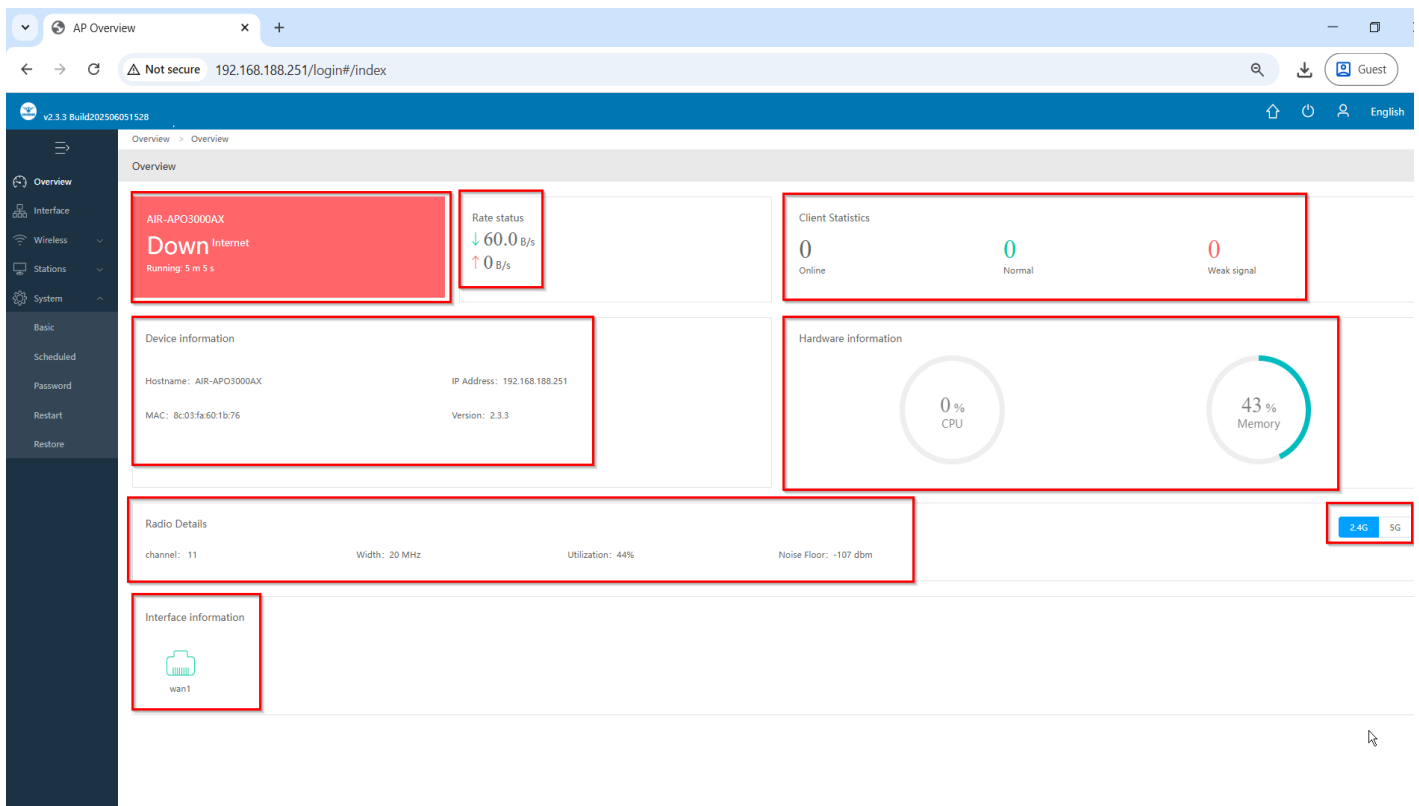 AP Overview
Not secure 192.168.188.251/login#/index
Guest
v2.3.3 Build202506051528
English
Overview > Overview
Overview
Overview
Interface
Wireless
Stations
System
Basic
Scheduled
Password
Restart
Restore
AIR-APO3000AX
Down Internet
Running: 5 m 5 s
Rate status
↓ 60.0 B/s
↑ 0 B/s
Client Statistics
0 0 0
Online Normal Weak signal
Device information
Hostname: AIR-APO3000AX IP Address: 192.168.188.251
MAC: 8c:03:fa:60:1b:76 Version: 2.3.3
Hardware information
0 % 43 %
CPU Memory
Radio Details
2.4G 5G
channel: 11 Width: 20 MHz Utilization: 44% Noise Floor: -107 dbm
Interface information
wan1